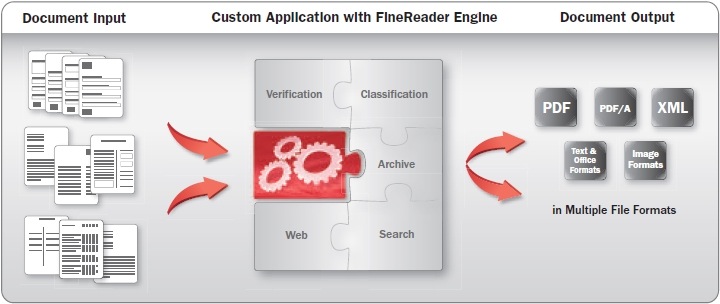 Document Input
Custom Application with FineReader Engine
Document Output
Verification
Classification
Archive
Web
Search
PDF
PDF/A
XML
Text &
Office
Formats
Image
Formats
in Multiple File Formats